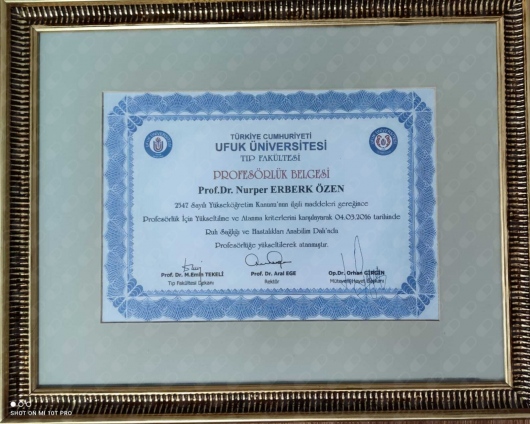 TÜRKİYE CUMHURİYETİ
UFUK ÜNİVERSİTESİ
TIP FAKÜLTESİ
PROFESÖRLÜK BELGESİ
Prof.Dr. Nurper ERBERK ÖZEN
2547 Sayılı Yükseköğretim Kanunu'nun ilgili maddeleri gereğince
Profesörlük İçin Yükseltilme ve Atanma kriterlerini karşılayarak 04.03.2016 tarihinde
Ruh Sağlığı ve Hastalıkları Anabilim Dalı'nda
Profesörlüğe yükseltilerek atanmıştır.
Prof. Dr. M.Emin TEKELİ Prof. Dr. Aral EGE Op.Dr. Orhan GİRGİN
Tıp Fakültesi Dekanı Rektör Mütevelli Heyet Başkanı
SHOT ON MI 10T PRO